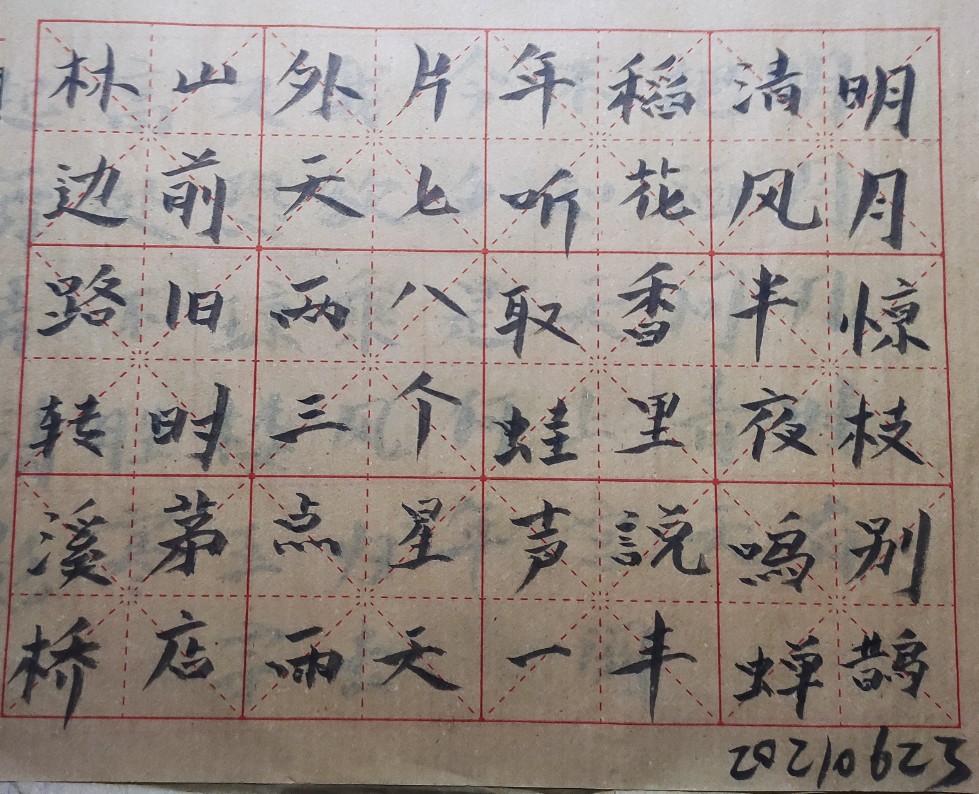 明月惊枝别鹊
清风半夜鸣蝉
稻花香里説丰
年听取蛙声一
片七八个星天
外天两三点雨
山前旧时茅店
林边路转溪桥
20210623